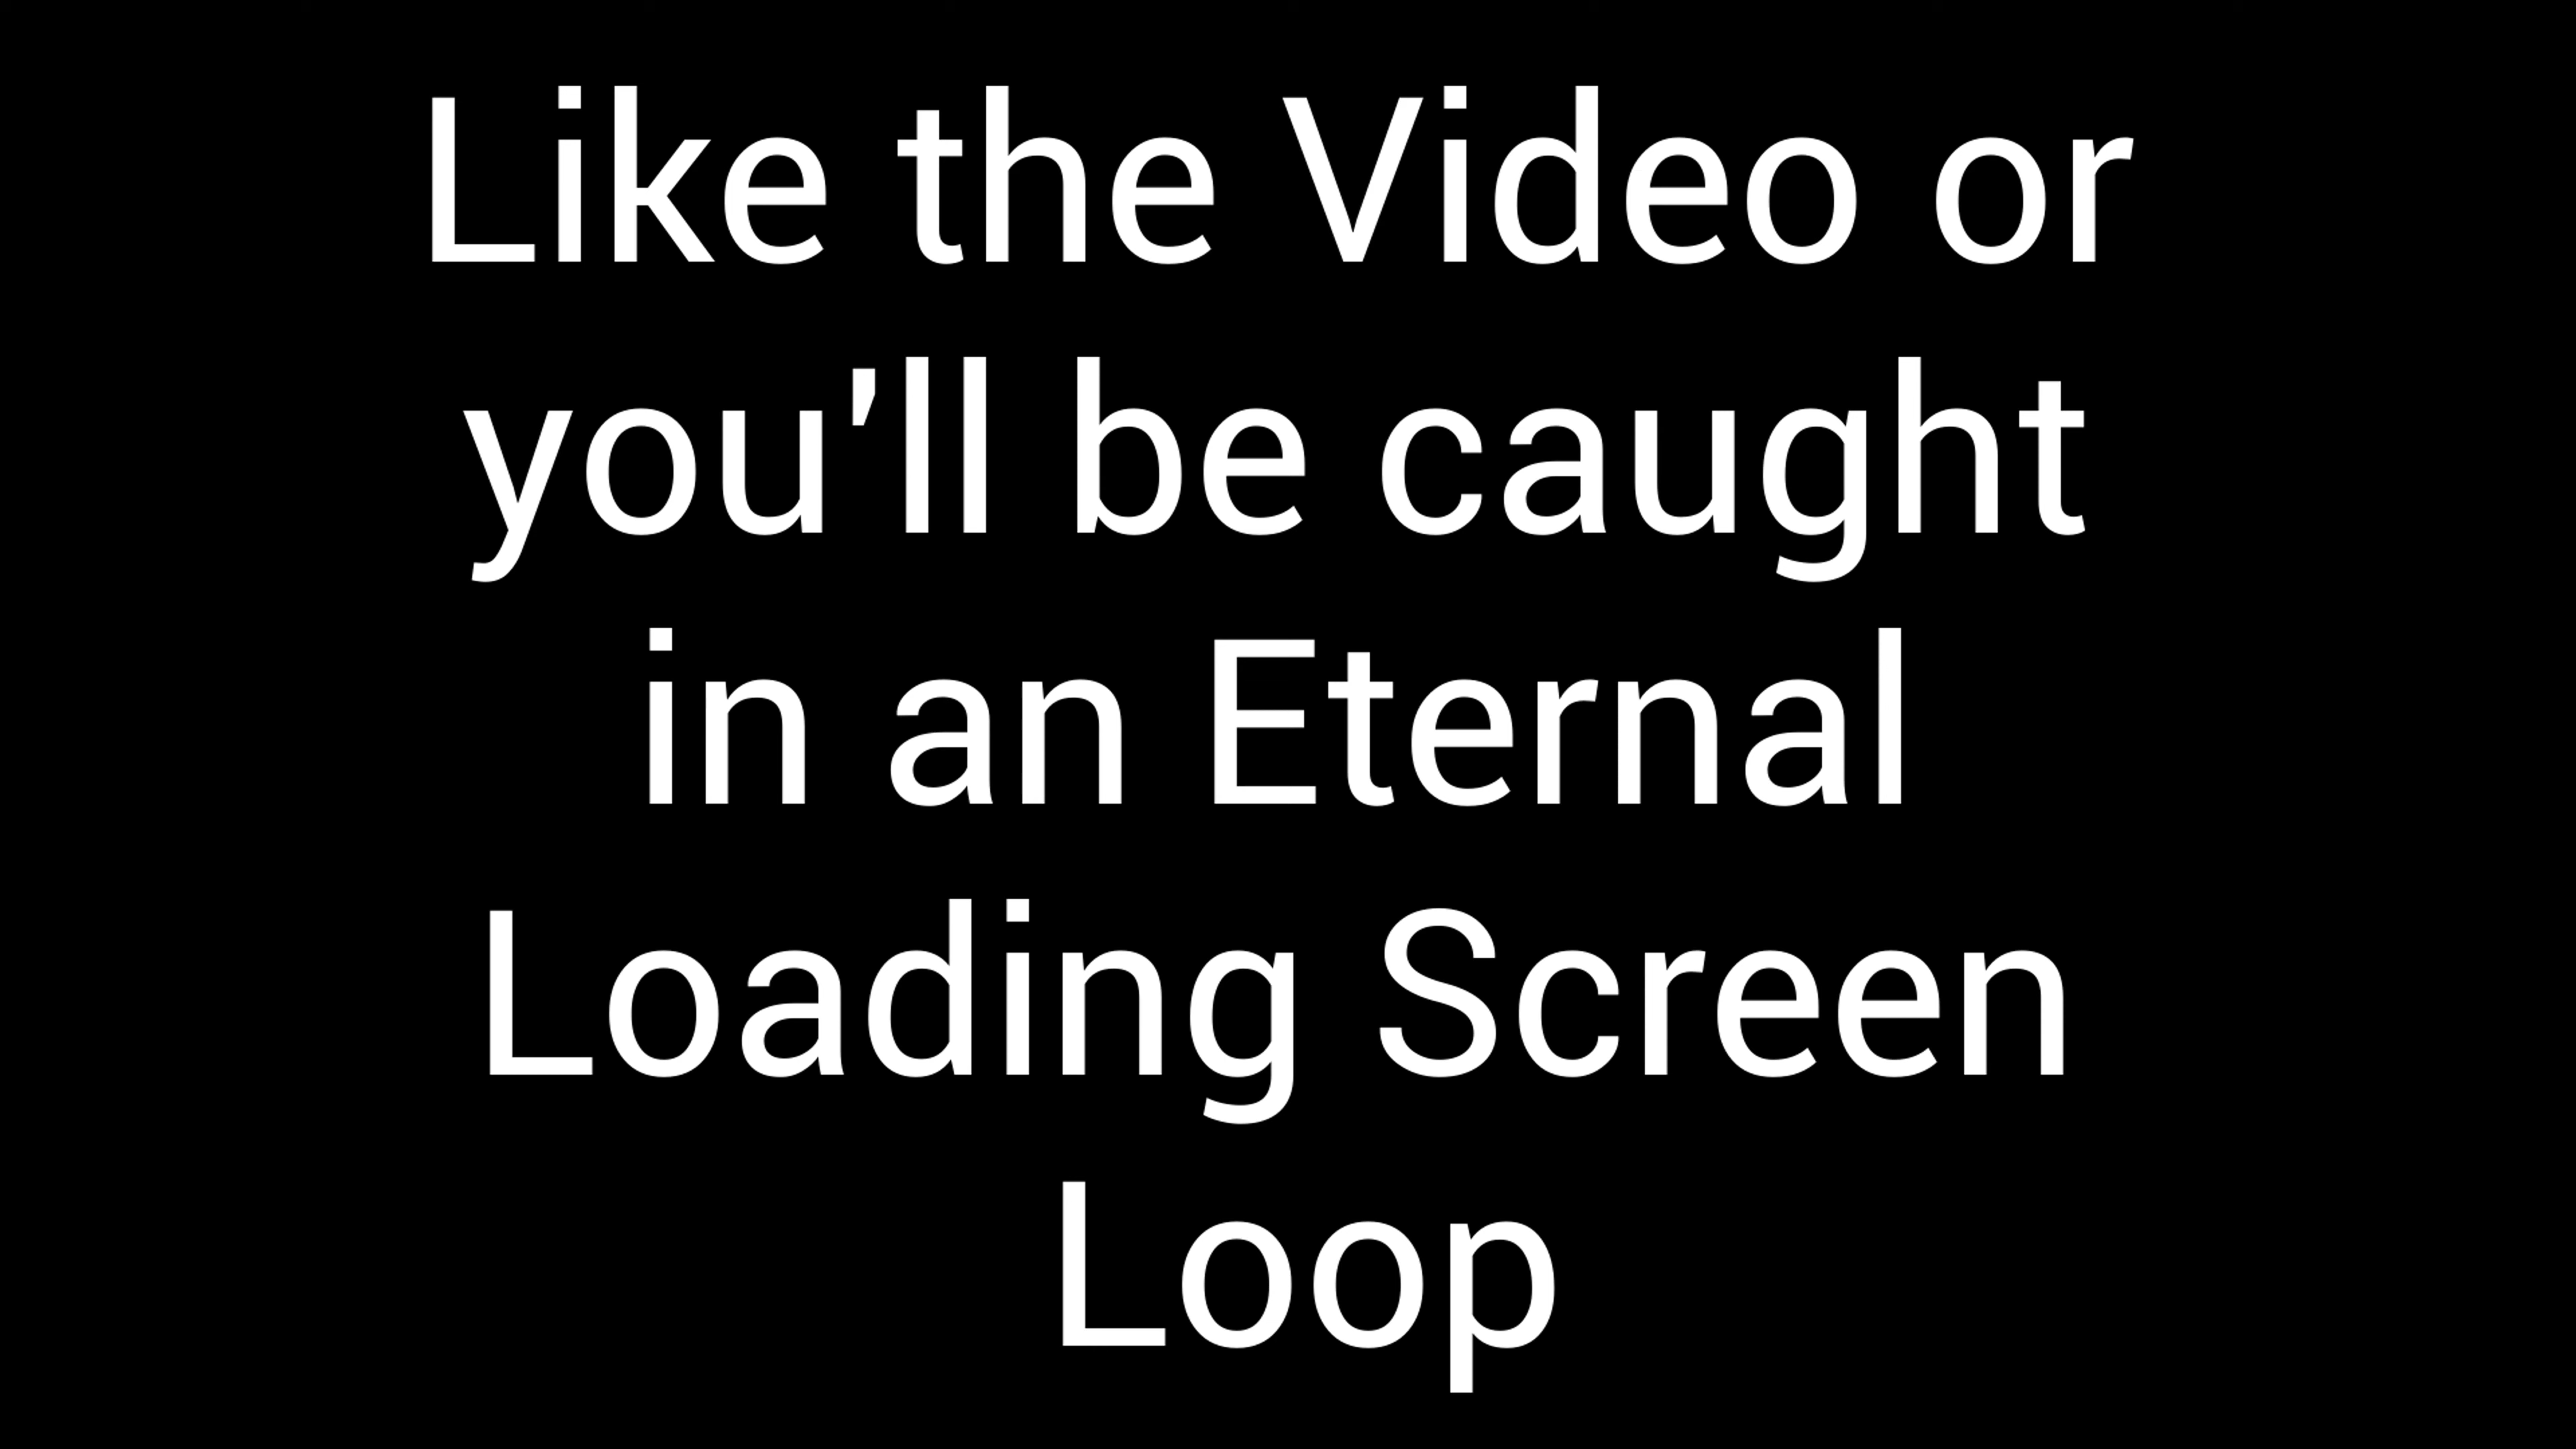 Like the Video or
you'll be caught
in an Eternal
Loading Screen
Loop